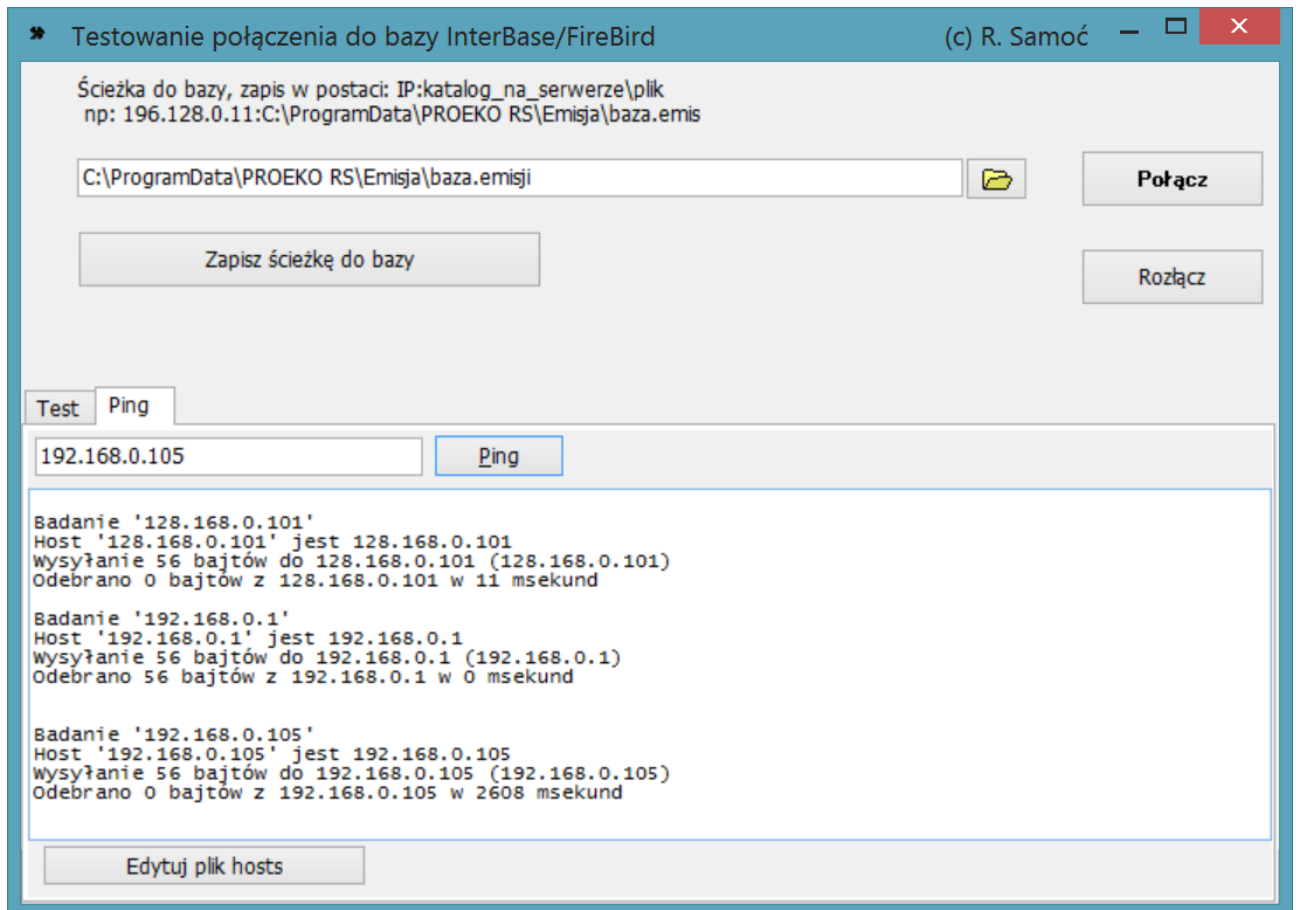 Testowanie połączenia do bazy InterBase/FireBird (c) R. Samoć
Ścieżka do bazy, zapis w postaci: IP:katalog_na_serwerze\plik
np: 196.128.0.11:C:\ProgramData\PROEKO RS\Emisja\baza.emis
C:\ProgramData\PROEKO RS\Emisja\baza.emisji
Połącz
Zapisz ścieżkę do bazy
Rozłącz
Test Ping
192.168.0.105 Ping
Badanie '128.168.0.101'
Host '128.168.0.101' jest 128.168.0.101
Wysyłanie 56 bajtów do 128.168.0.101 (128.168.0.101)
Odebrano 0 bajtów z 128.168.0.101 w 11 msekund
Badanie '192.168.0.1'
Host '192.168.0.1' jest 192.168.0.1
Wysyłanie 56 bajtów do 192.168.0.1 (192.168.0.1)
Odebrano 56 bajtów z 192.168.0.1 w 0 msekund
Badanie '192.168.0.105'
Host '192.168.0.105' jest 192.168.0.105
Wysyłanie 56 bajtów do 192.168.0.105 (192.168.0.105)
Odebrano 0 bajtów z 192.168.0.105 w 2608 msekund
Edytuj plik hosts